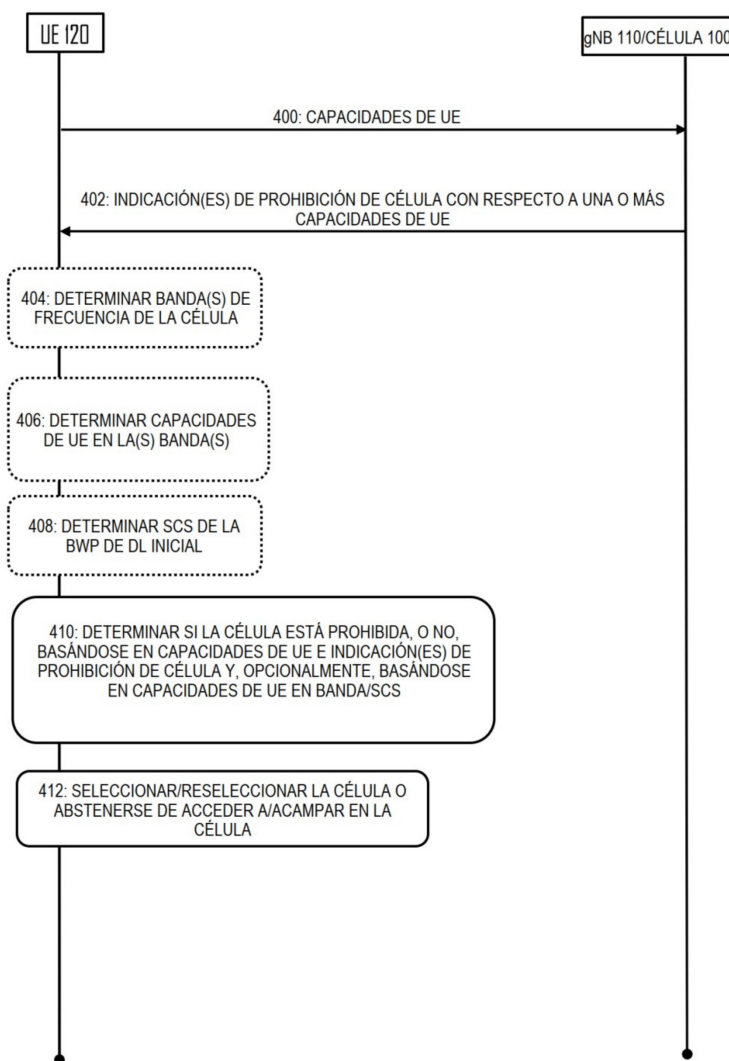 UE 120
gNB 110/CÉLULA 100
400: CAPACIDADES DE UE
402: INDICACIÓN(ES) DE PROHIBICIÓN DE CÉLULA CON RESPECTO A UNA O MÁS
CAPACIDADES DE UE
404: DETERMINAR BANDA(S) DE
FRECUENCIA DE LA CÉLULA
406: DETERMINAR CAPACIDADES
DE UE EN LA(S) BANDA(S)
408: DETERMINAR SCS DE LA
BWP DE DL INICIAL
410: DETERMINAR SI LA CÉLULA ESTÁ PROHIBIDA, O NO,
BASÁNDOSE EN CAPACIDADES DE UE E INDICACIÓN(ES) DE
PROHIBICIÓN DE CÉLULA Y, OPCIONALMENTE, BASÁNDOSE
EN CAPACIDADES DE UE EN BANDA/SCS
412: SELECCIONAR/RESELECCIONAR LA CÉLULA O
ABSTENERSE DE ACCEDER A/ACAMPAR EN LA
CÉLULA